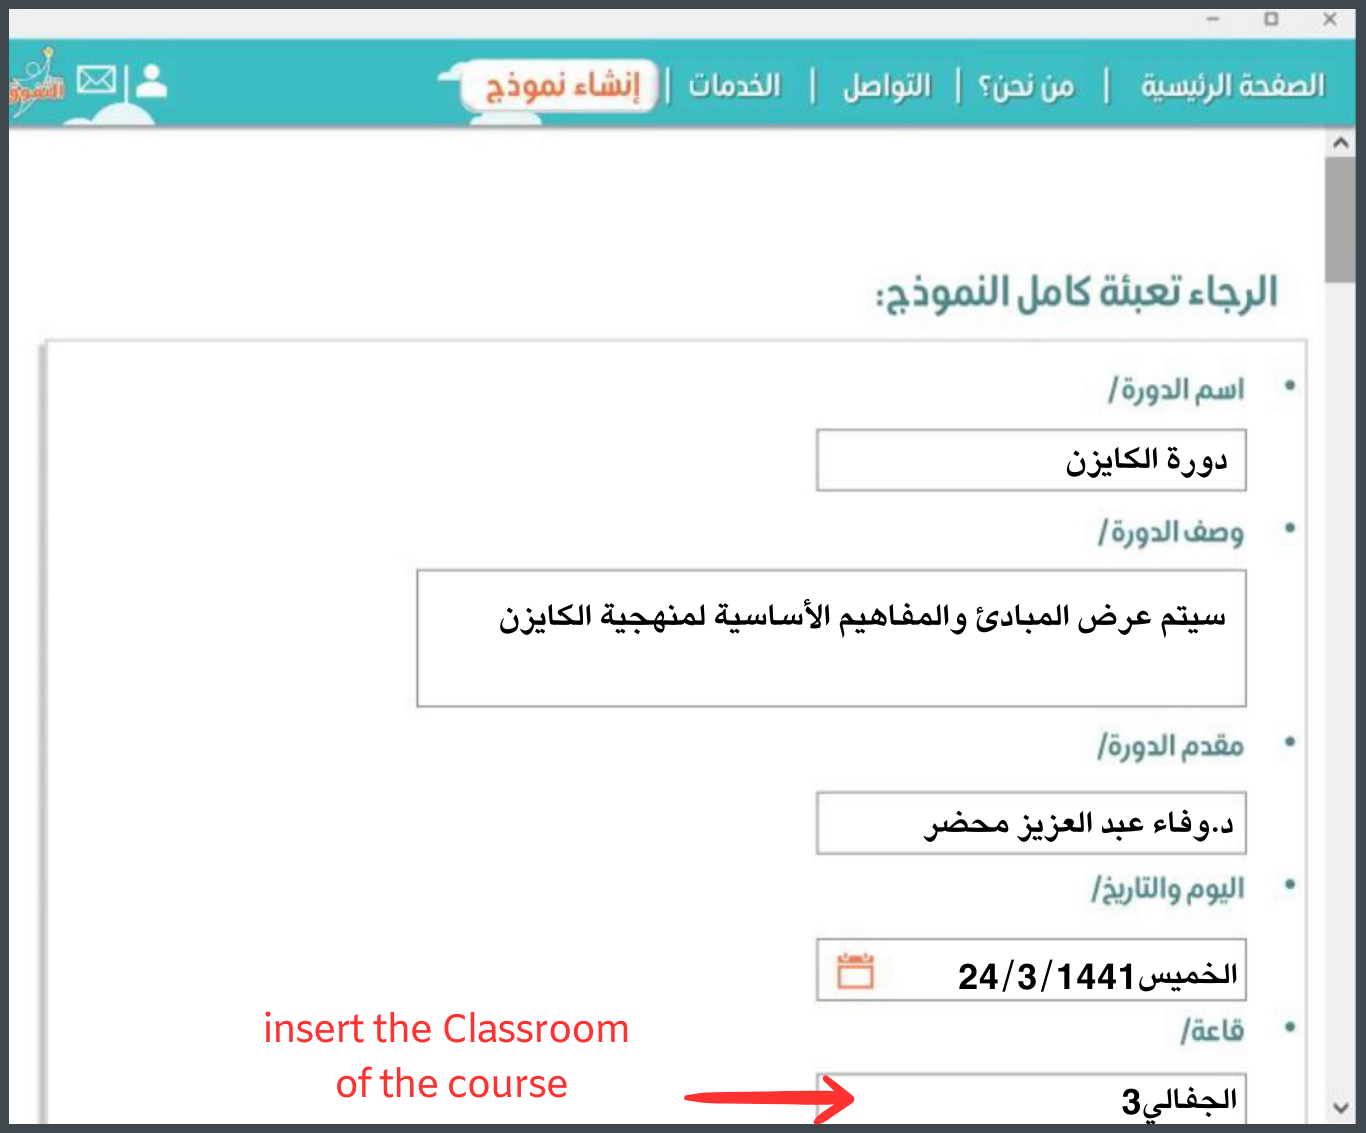 الصفحة الرئيسية | من نحن؟ | التواصل | الخدمات | إنشاء نموذج
التفوق
الرجاء تعبئة كامل النموذج:
• اسم الدورة/
دورة الكايزن
• وصف الدورة/
سيتم عرض المبادئ والمفاهيم الأساسية لمنهجية الكايزن
• مقدم الدورة/
د.وفاء عبد العزيز محضر
• اليوم والتاريخ/
الخميس24/3/1441
• قاعة/
الجفالي3
insert the Classroom
of the course